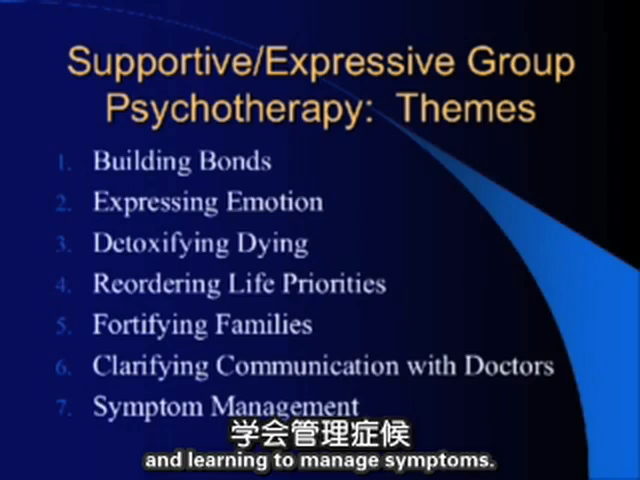 Supportive/Expressive Group
Psychotherapy: Themes
1. Building Bonds
2. Expressing Emotion
3. Detoxifying Dying
4. Reordering Life Priorities
5. Fortifying Families
6. Clarifying Communication with Doctors
7. Symptom Management
学会管理症候
and learning to manage symptoms.